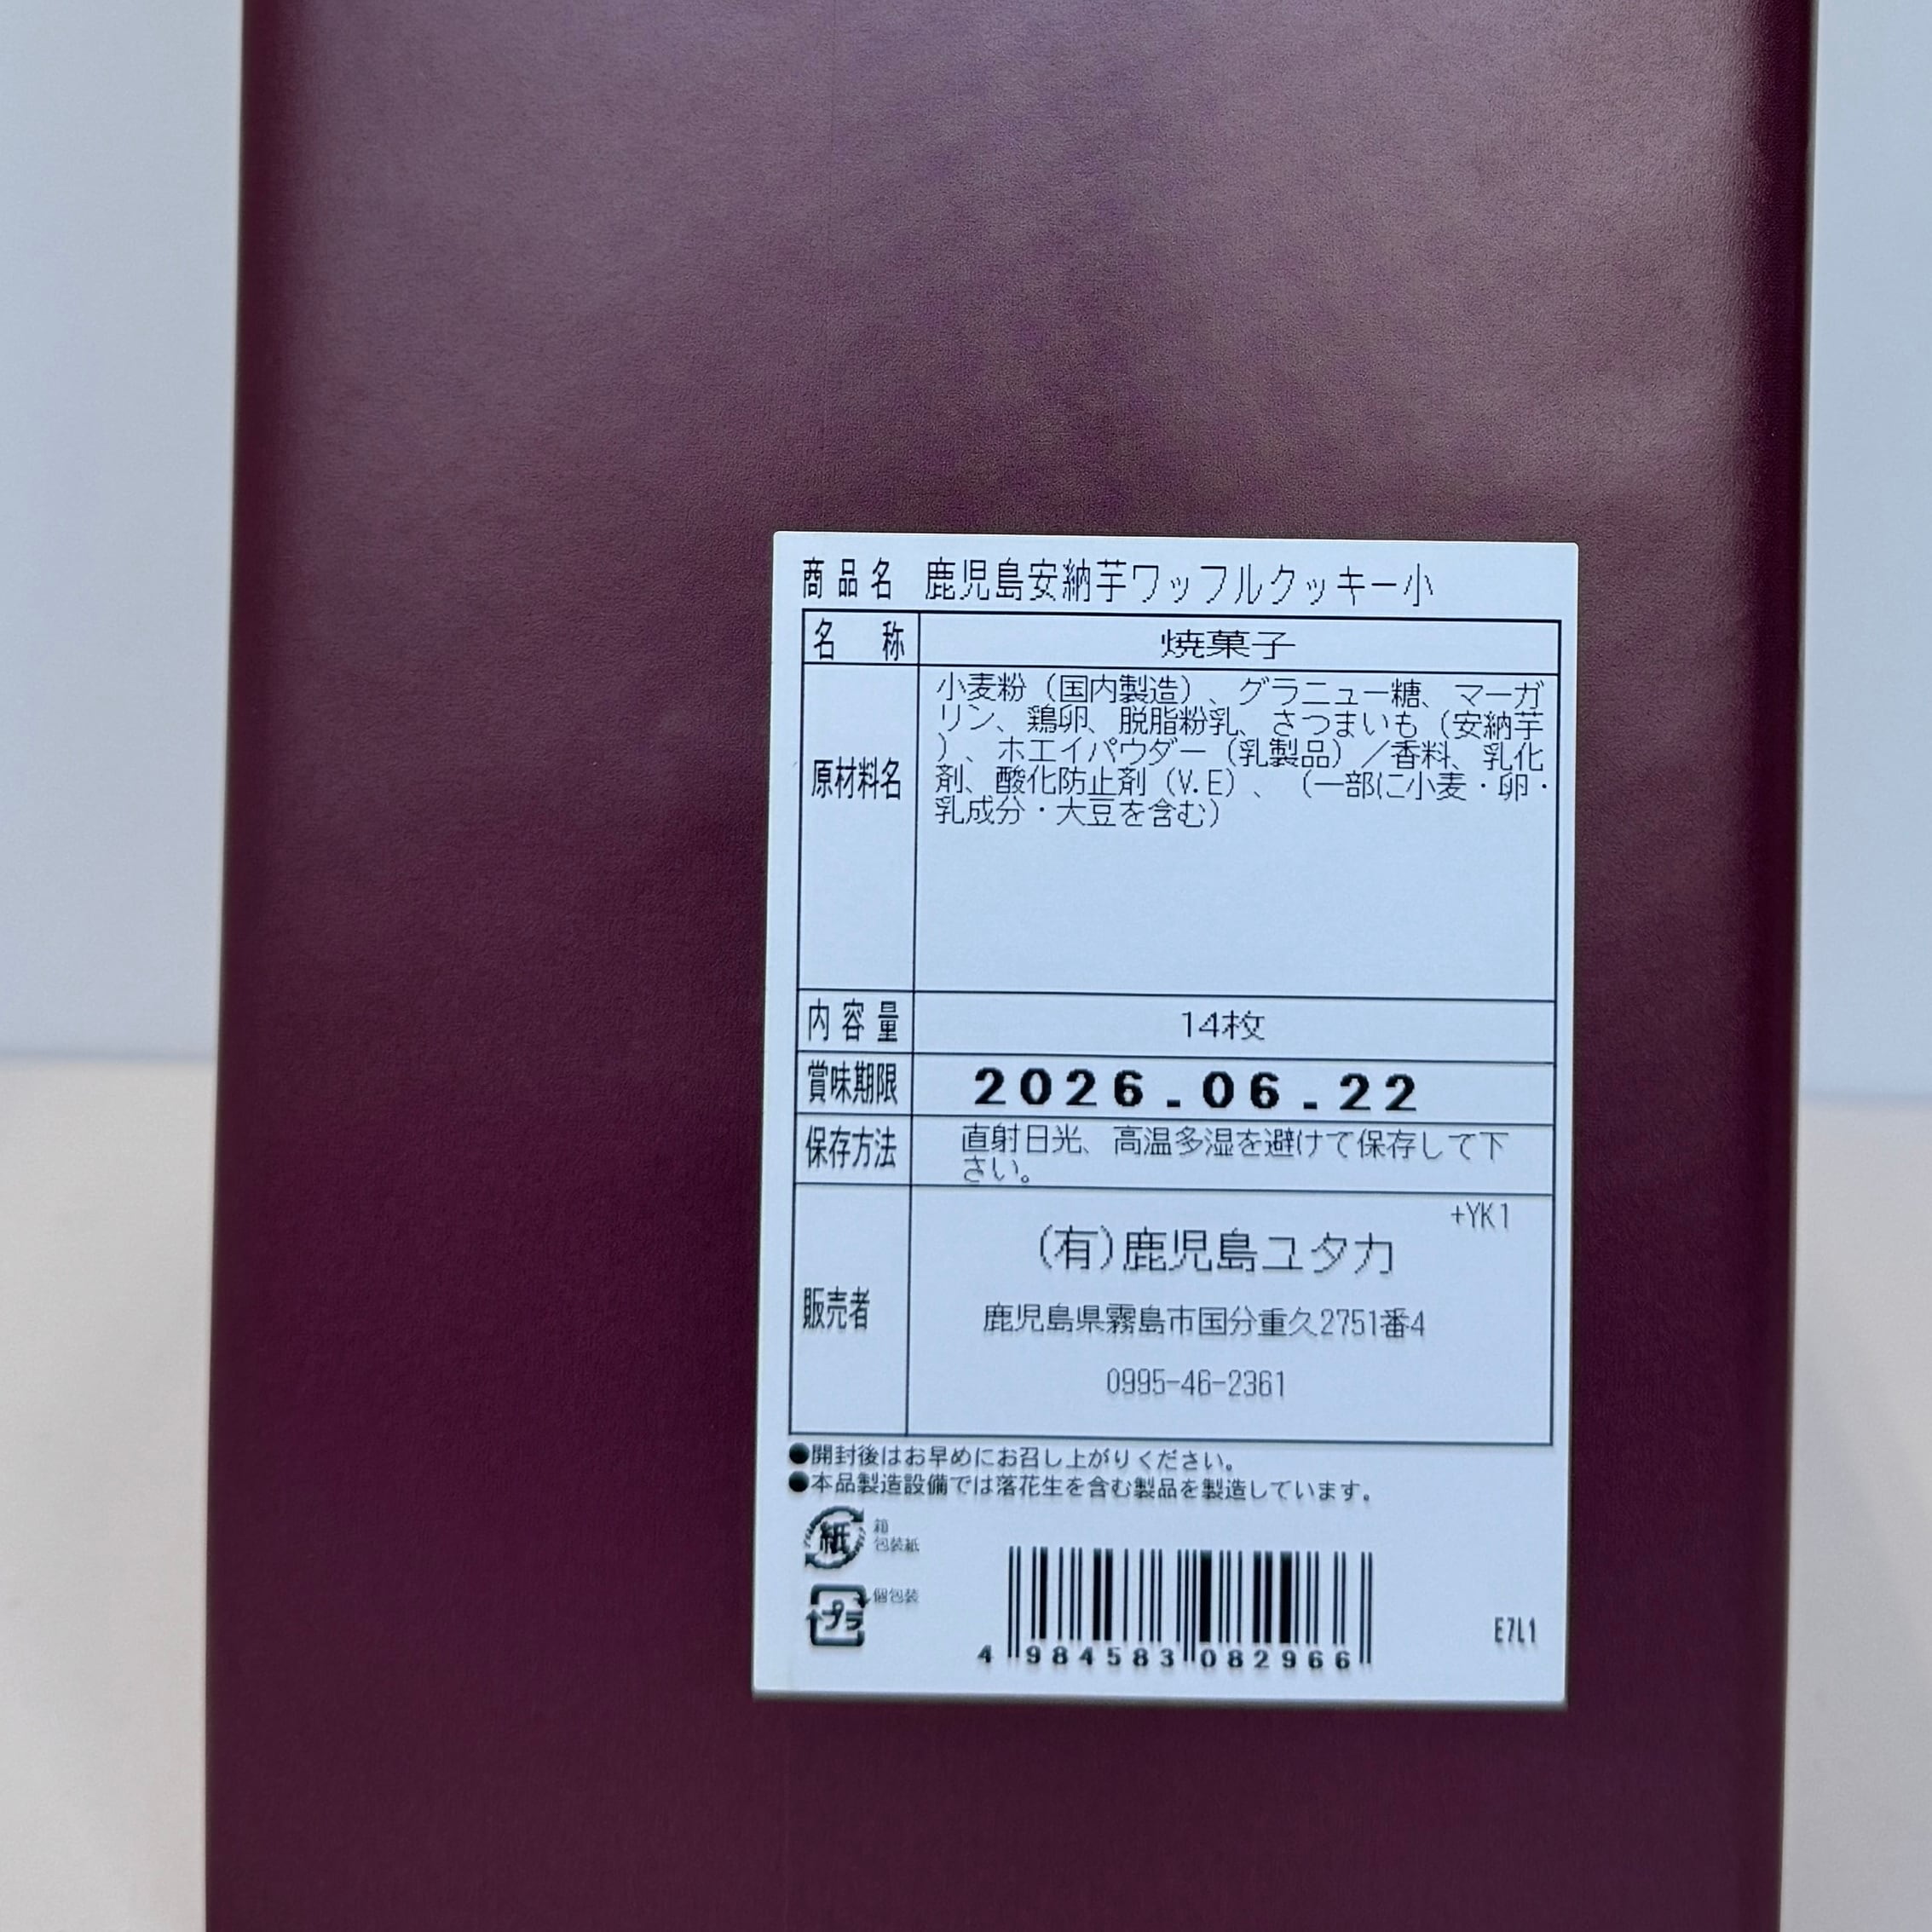 商品名 鹿児島安納芋ワッフルクッキー小
名称 焼菓子
原材料名 小麦粉（国内製造）、グラニュー糖、マーガ
リン、鶏卵、脱脂粉乳、さつまいも（安納芋
）、ホエイパウダー（乳製品）／香料、乳化
剤、酸化防止剤（V.E）、（一部に小麦・卵・
乳成分・大豆を含む）
内容量 14枚
賞味期限 2026.06.22
保存方法 直射日光、高温多湿を避けて保存して下
さい。
販売者 +YK1
(有)鹿児島ユタカ
鹿児島県霧島市国分重久2751番4
0995-46-2361
●開封後はお早めにお召し上がりください。
●本品製造設備では落花生を含む製品を製造しています。
紙 箱
包装紙
プラ 個包装
4 984583 082966
E7L1